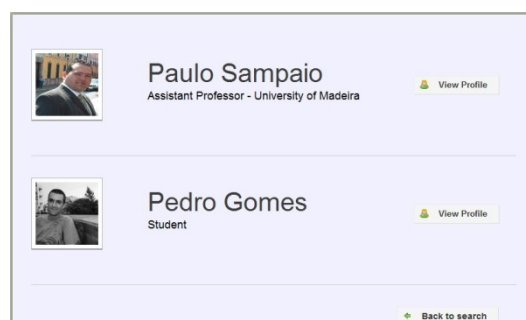 Paulo Sampaio
Assistant Professor - University of Madeira
View Profile
Pedro Gomes
Student
View Profile
Back to search